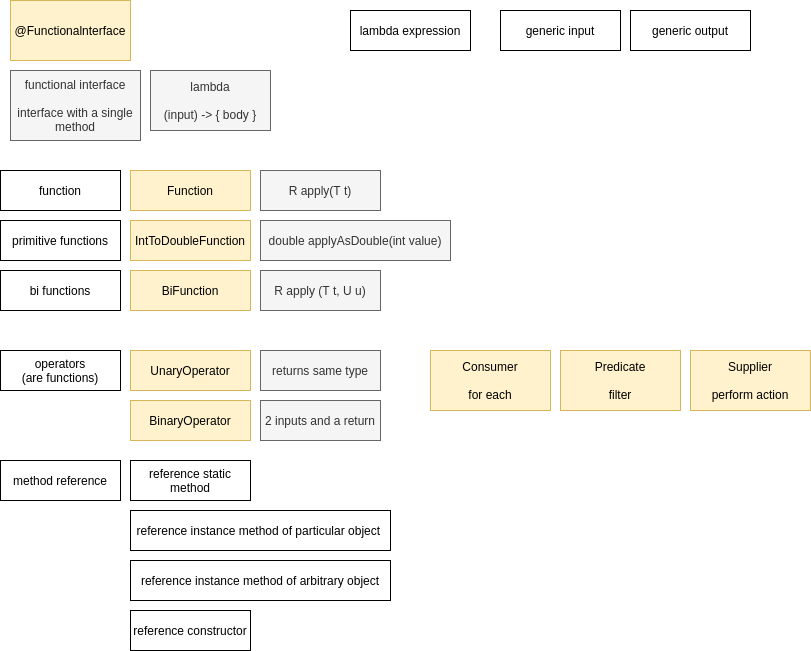 @FunctionalInterface
lambda expression
generic input
generic output
functional interface
interface with a single
method
lambda
(input) -> { body }
function
Function
R apply(T t)
primitive functions
IntToDoubleFunction
double applyAsDouble(int value)
bi functions
BiFunction
R apply (T t, U u)
operators
(are functions)
UnaryOperator
returns same type
Consumer
for each
Predicate
filter
Supplier
perform action
BinaryOperator
2 inputs and a return
method reference
reference static
method
reference instance method of particular object
reference instance method of arbitrary object
reference constructor